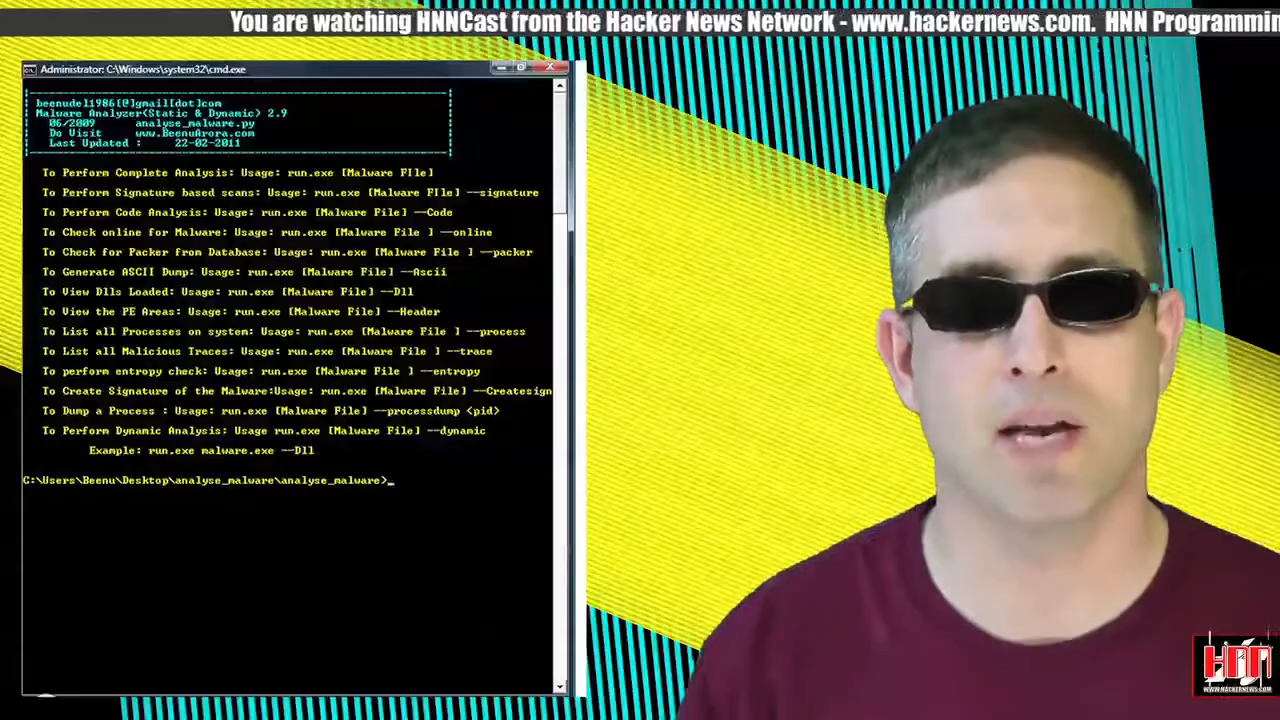 You are watching HNNCast from the Hacker News Network - www.hackernews.com. HNN Programmin
Administrator: C:\Windows\system32\cmd.exe
beenudel1986[@]gmail[dot]com
Malware Analyzer(Static & Dynamic) 2.9
06/2009 analyse_malware.py
Do Visit www.BeenuArora.com
Last Updated : 22-02-2011
To Perform Complete Analysis: Usage: run.exe [Malware FIle]
To Perform Signature based scans: Usage: run.exe [Malware FIle] --signature
To Perform Code Analysis: Usage: run.exe [Malware File] --Code
To Check online for Malware: Usage: run.exe [Malware File ] --online
To Check for Packer from Database: Usage: run.exe [Malware File ] --packer
To Generate ASCII Dump: Usage: run.exe [Malware File] --Ascii
To View Dlls Loaded: Usage: run.exe [Malware File] --Dll
To View the PE Areas: Usage: run.exe [Malware File] --Header
To List all Processes on system: Usage: run.exe [Malware File ] --process
To List all Malicious Traces: Usage: run.exe [Malware File ] --trace
To perform entropy check: Usage: run.exe [Malware File ] --entropy
To Create Signature of the Malware:Usage: run.exe [Malware File] --Createsign
To Dump a Process : Usage: run.exe [Malware File] --processdump <pid>
To Perform Dynamic Analysis: Usage run.exe [Malware File] --dynamic
Example: run.exe malware.exe --Dll
C:\Users\Beenu\Desktop\analyse_malware\analyse_malware>_
HNN
WWW.HACKERNEWS.COM